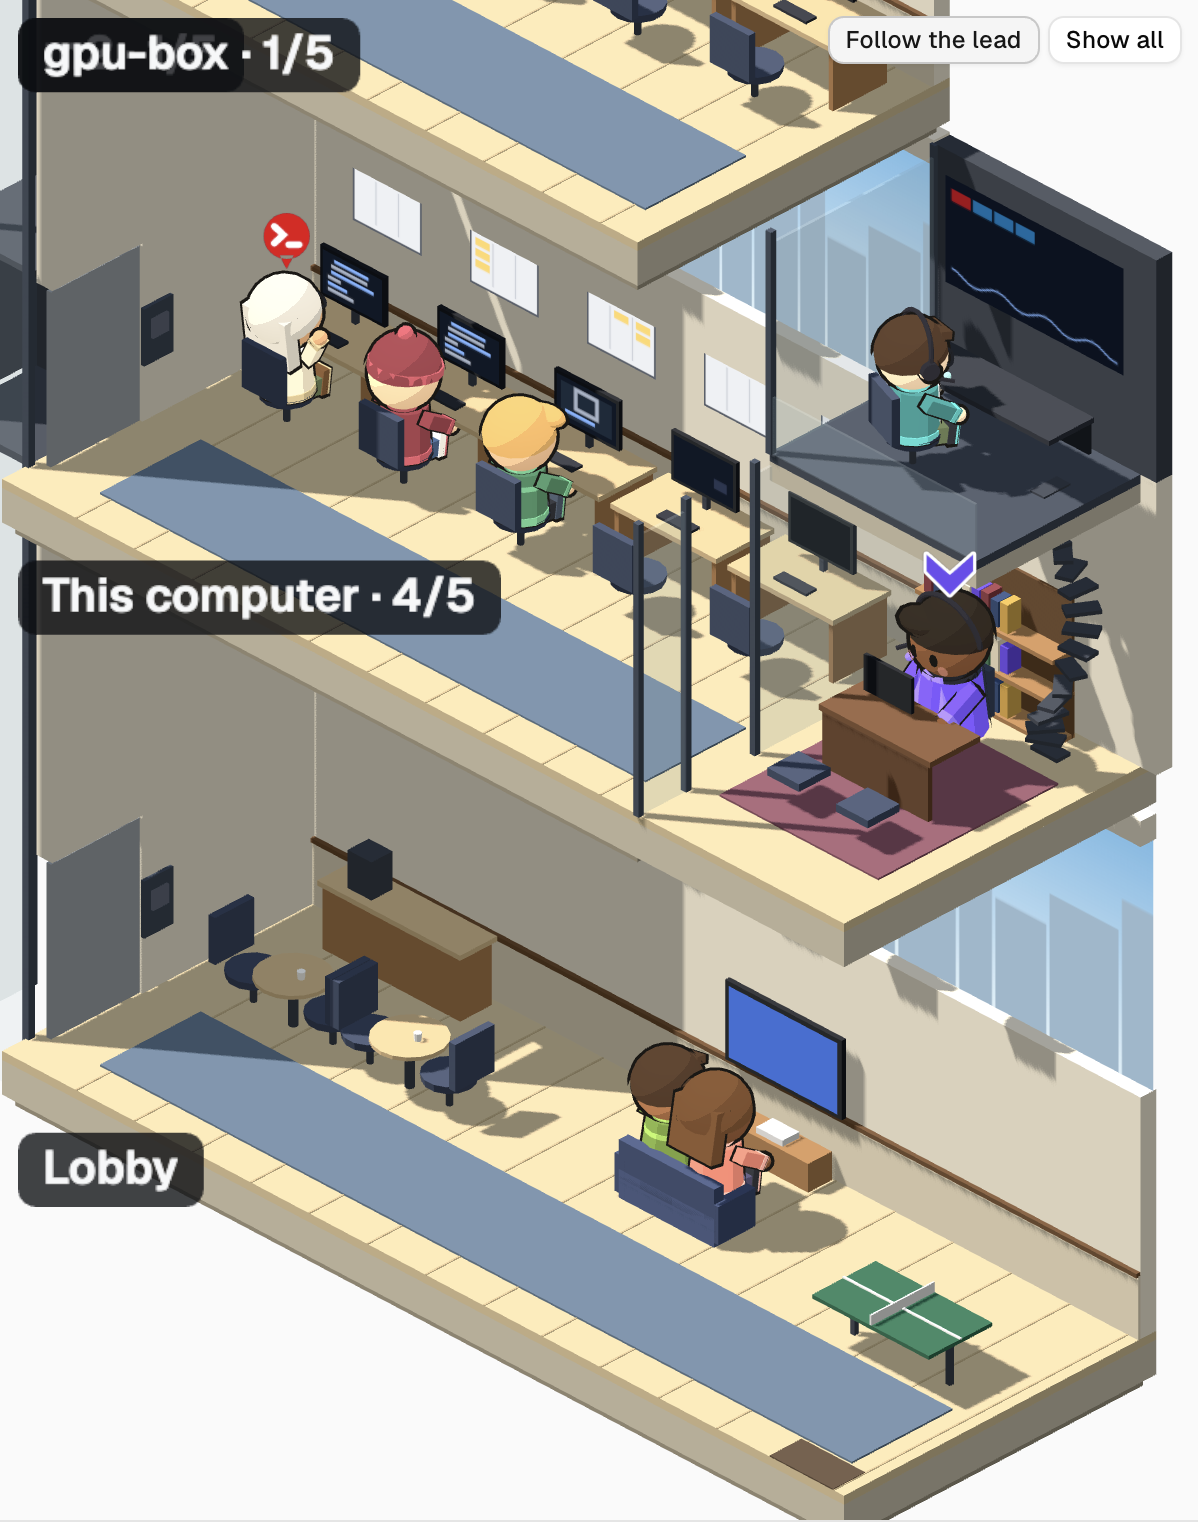 gpu-box · 1/5
Follow the lead
Show all
This computer · 4/5
Lobby